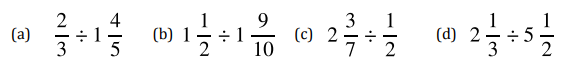 (a) 2/3 ÷ 1 4/5 (b) 1 1/2 ÷ 1 9/10 (c) 2 3/7 ÷ 1/2 (d) 2 1/3 ÷ 5 1/2